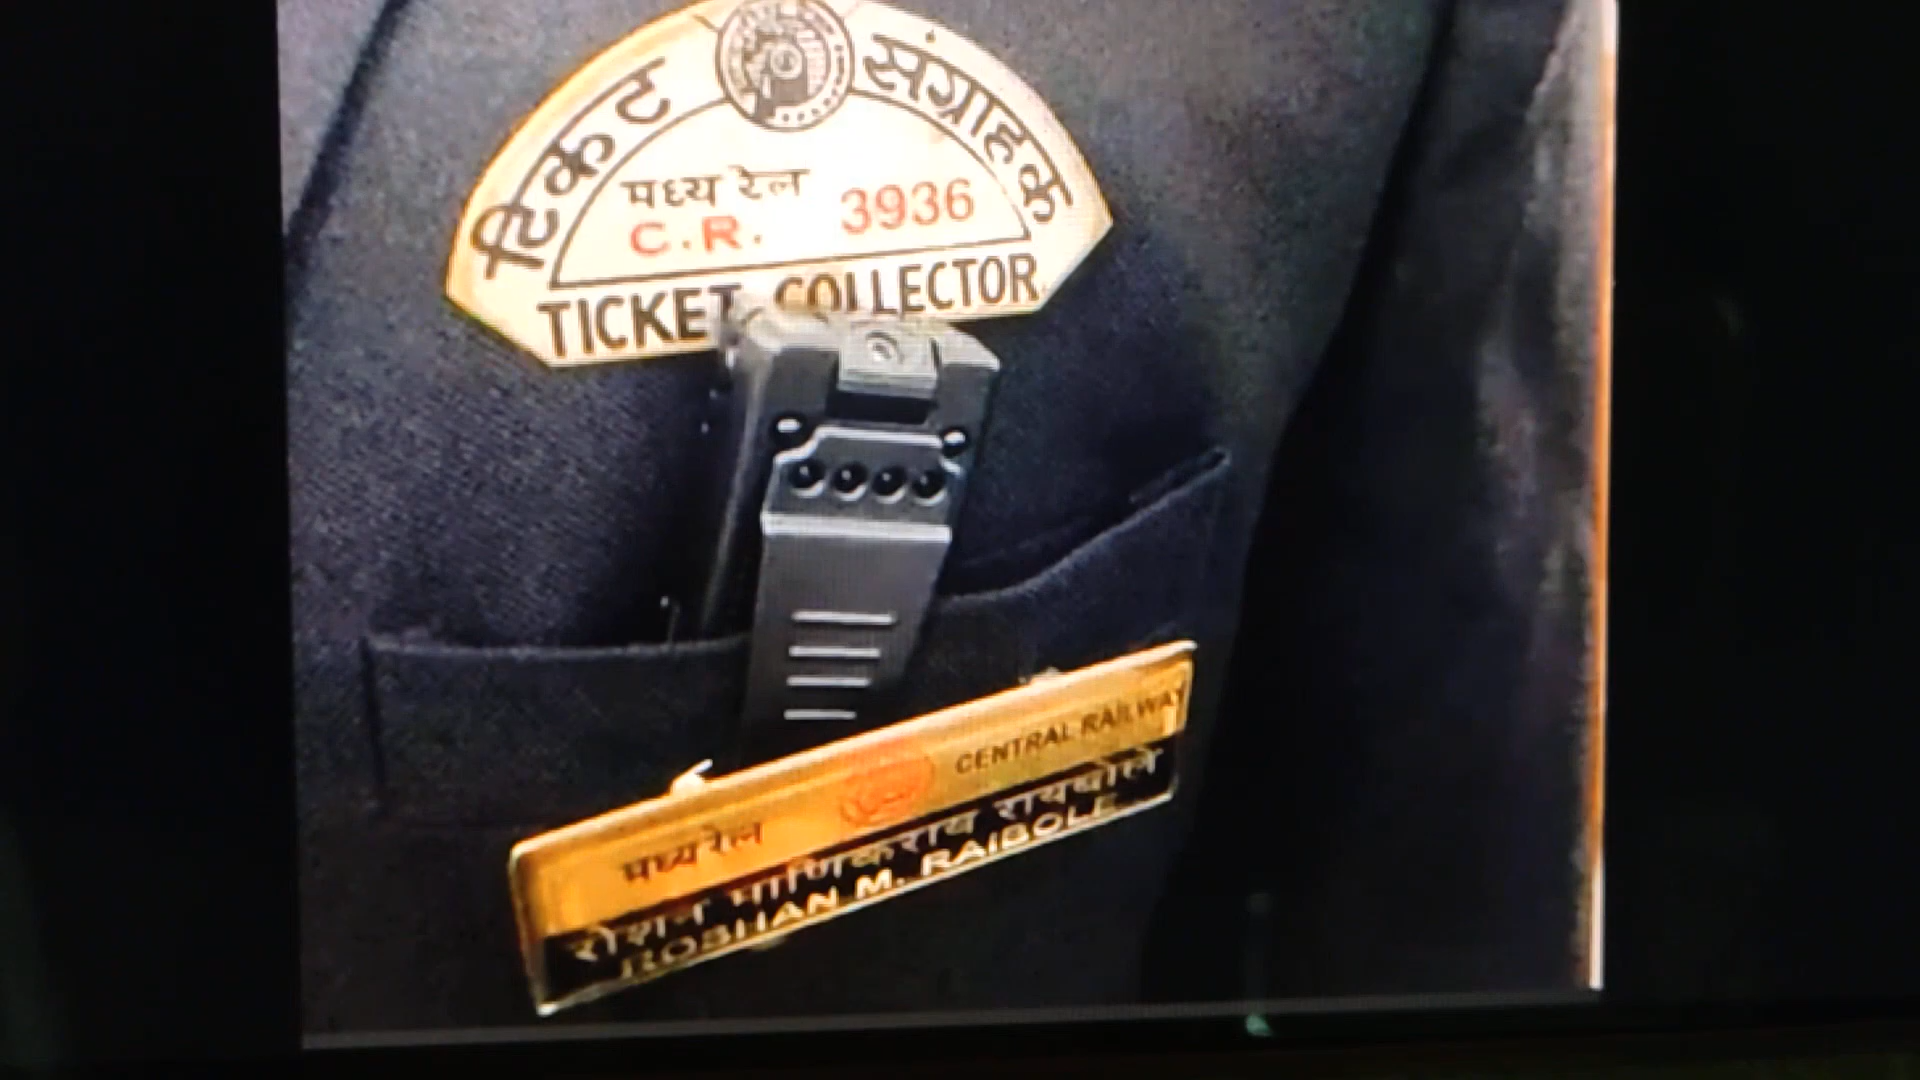 टिकट संग्राहक
मध्य रेल
C.R. 3936
TICKET COLLECTOR
मध्य रेल CENTRAL RAILWAY
रोशन माणिकराव रायबोले
ROSHAN M. RAIBOLE